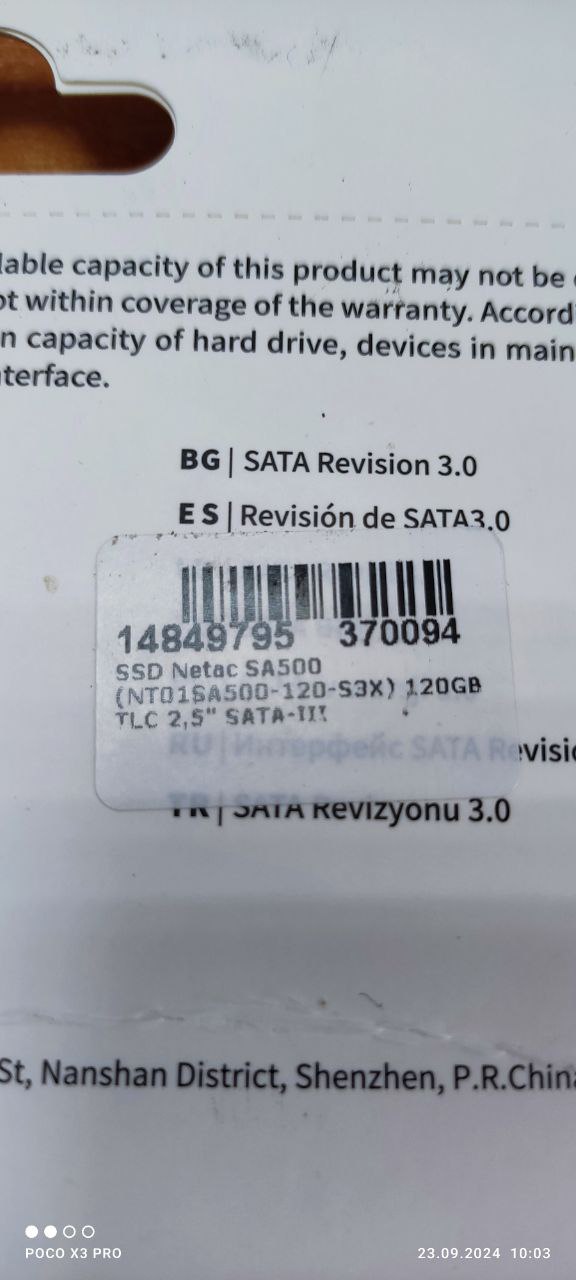 lable capacity of this product may not be
ot within coverage of the warranty. Accord
n capacity of hard drive, devices in main
terface.
BG | SATA Revision 3.0
ES | Revisión de SATA3.0
14849795 370094
SSD Netac SA500
(NT01SA500-120-S3X) 120GB
TLC 2,5" SATA-III
RU | Интерфейс SATA Revisio
TR | SATA Revizyonu 3.0
St, Nanshan District, Shenzhen, P.R.China
POCO X3 PRO
23.09.2024 10:03